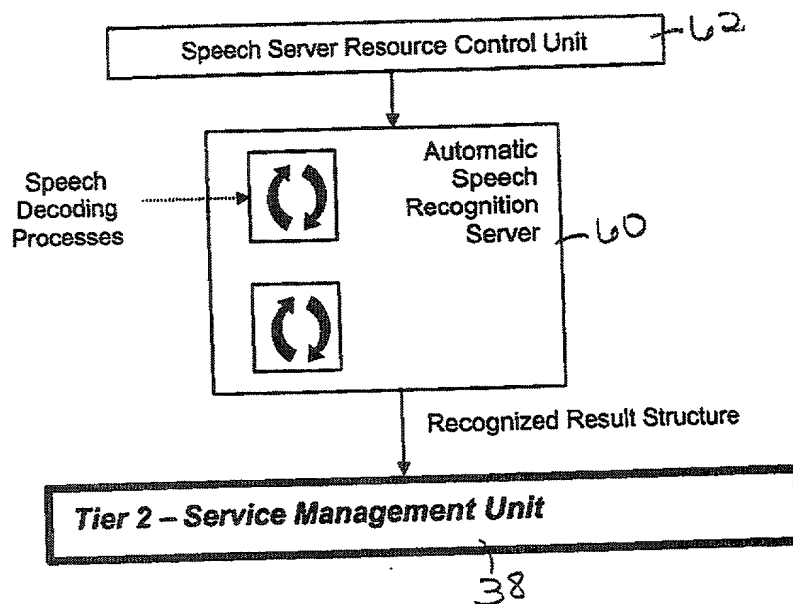 Speech Server Resource Control Unit
62
Automatic
Speech
Recognition
Server
60
Speech
Decoding
Processes
Recognized Result Structure
Tier 2 – Service Management Unit
38